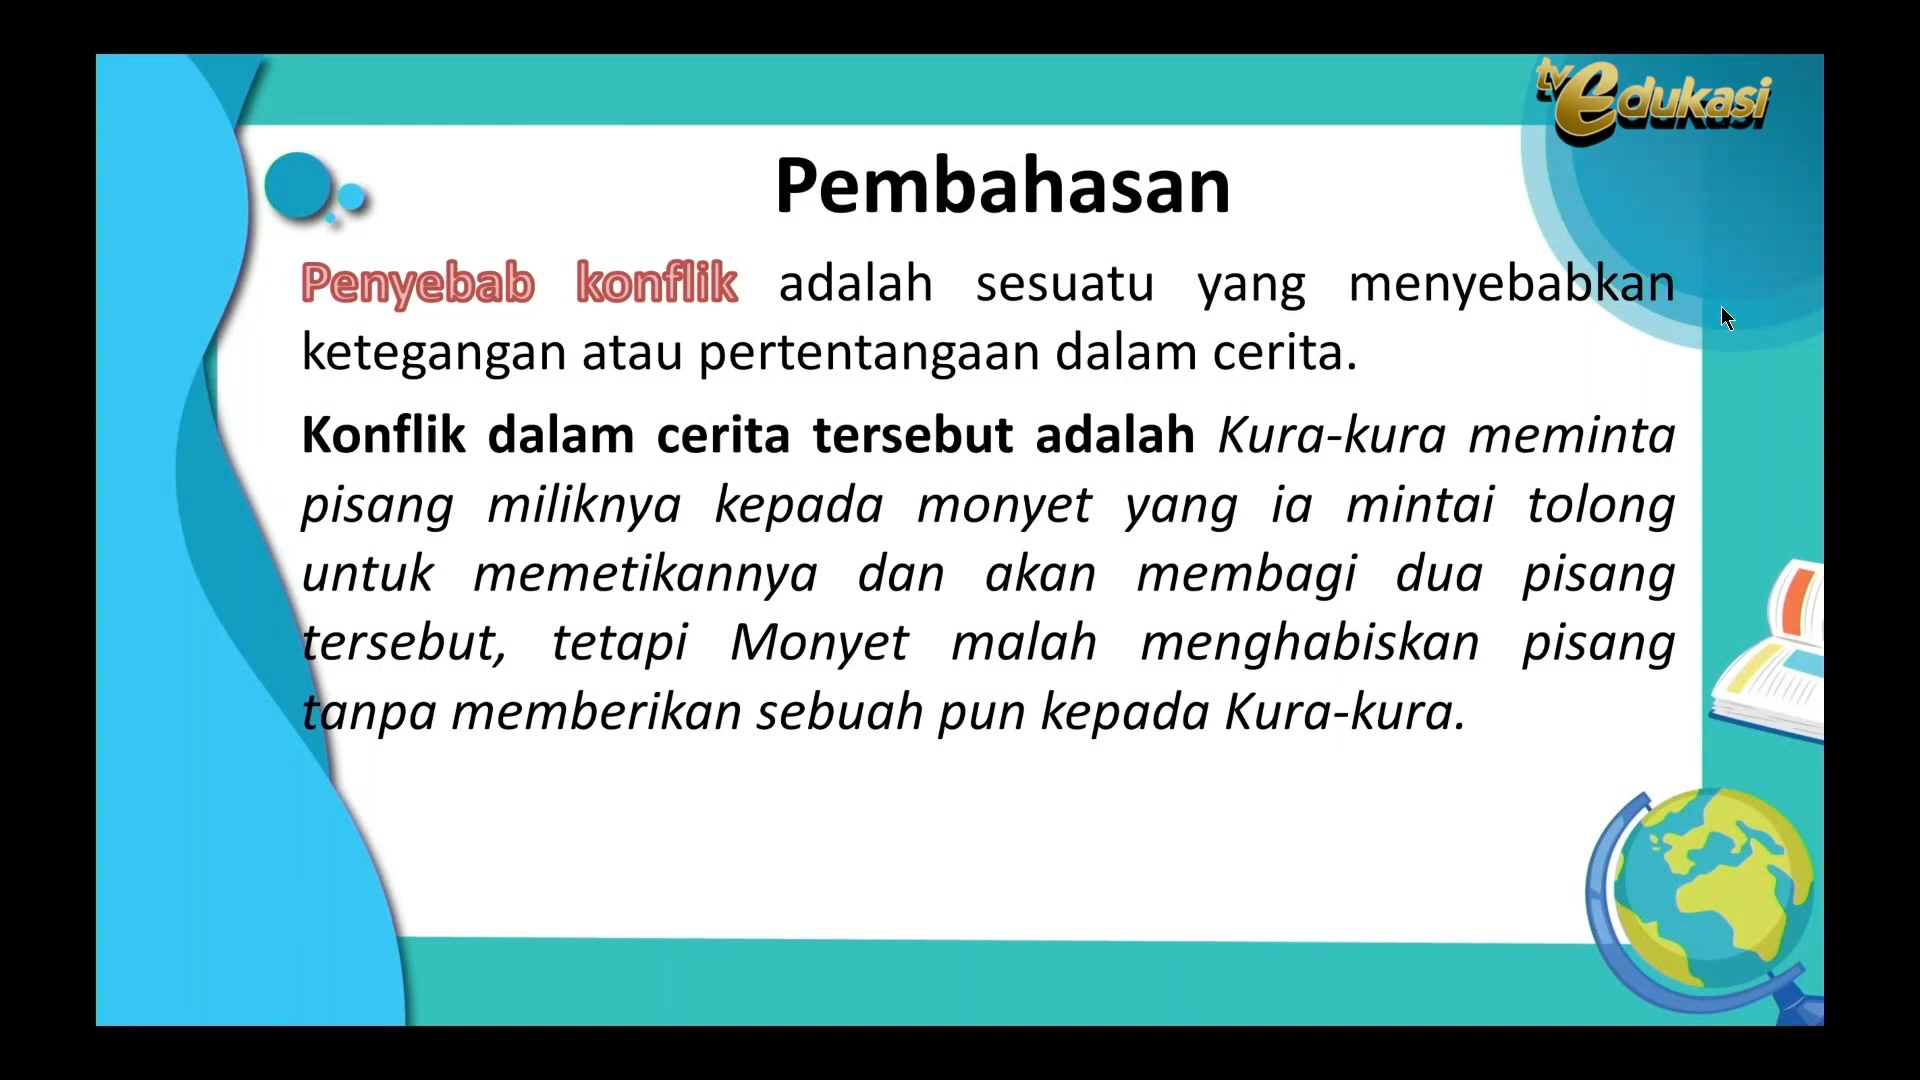 tv edukasi
Pembahasan
Penyebab konflik adalah sesuatu yang menyebabkan
ketegangan atau pertentangaan dalam cerita.
Konflik dalam cerita tersebut adalah Kura-kura meminta
pisang miliknya kepada monyet yang ia mintai tolong
untuk memetikannya dan akan membagi dua pisang
tersebut, tetapi Monyet malah menghabiskan pisang
tanpa memberikan sebuah pun kepada Kura-kura.